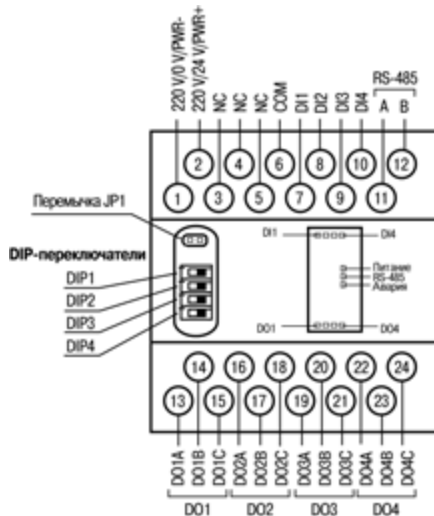 220 V/0 V/PWR-
220 V/24 V/PWR+
NC
NC
NC
COM
DI1
DI2
DI3
DI4
RS-485
A
B
2
4
6
8
10
12
1
3
5
7
9
11
Перемычка JP1
DIP-переключатели
DIP1
DIP2
DIP3
DIP4
DI1
DI4
Питание
RS-485
Авария
DO1
DO4
14
16
18
20
22
24
13
15
17
19
21
23
DO1A
DO1B
DO1C
DO2A
DO2B
DO2C
DO3A
DO3B
DO3C
DO4A
DO4B
DO4C
DO1
DO2
DO3
DO4